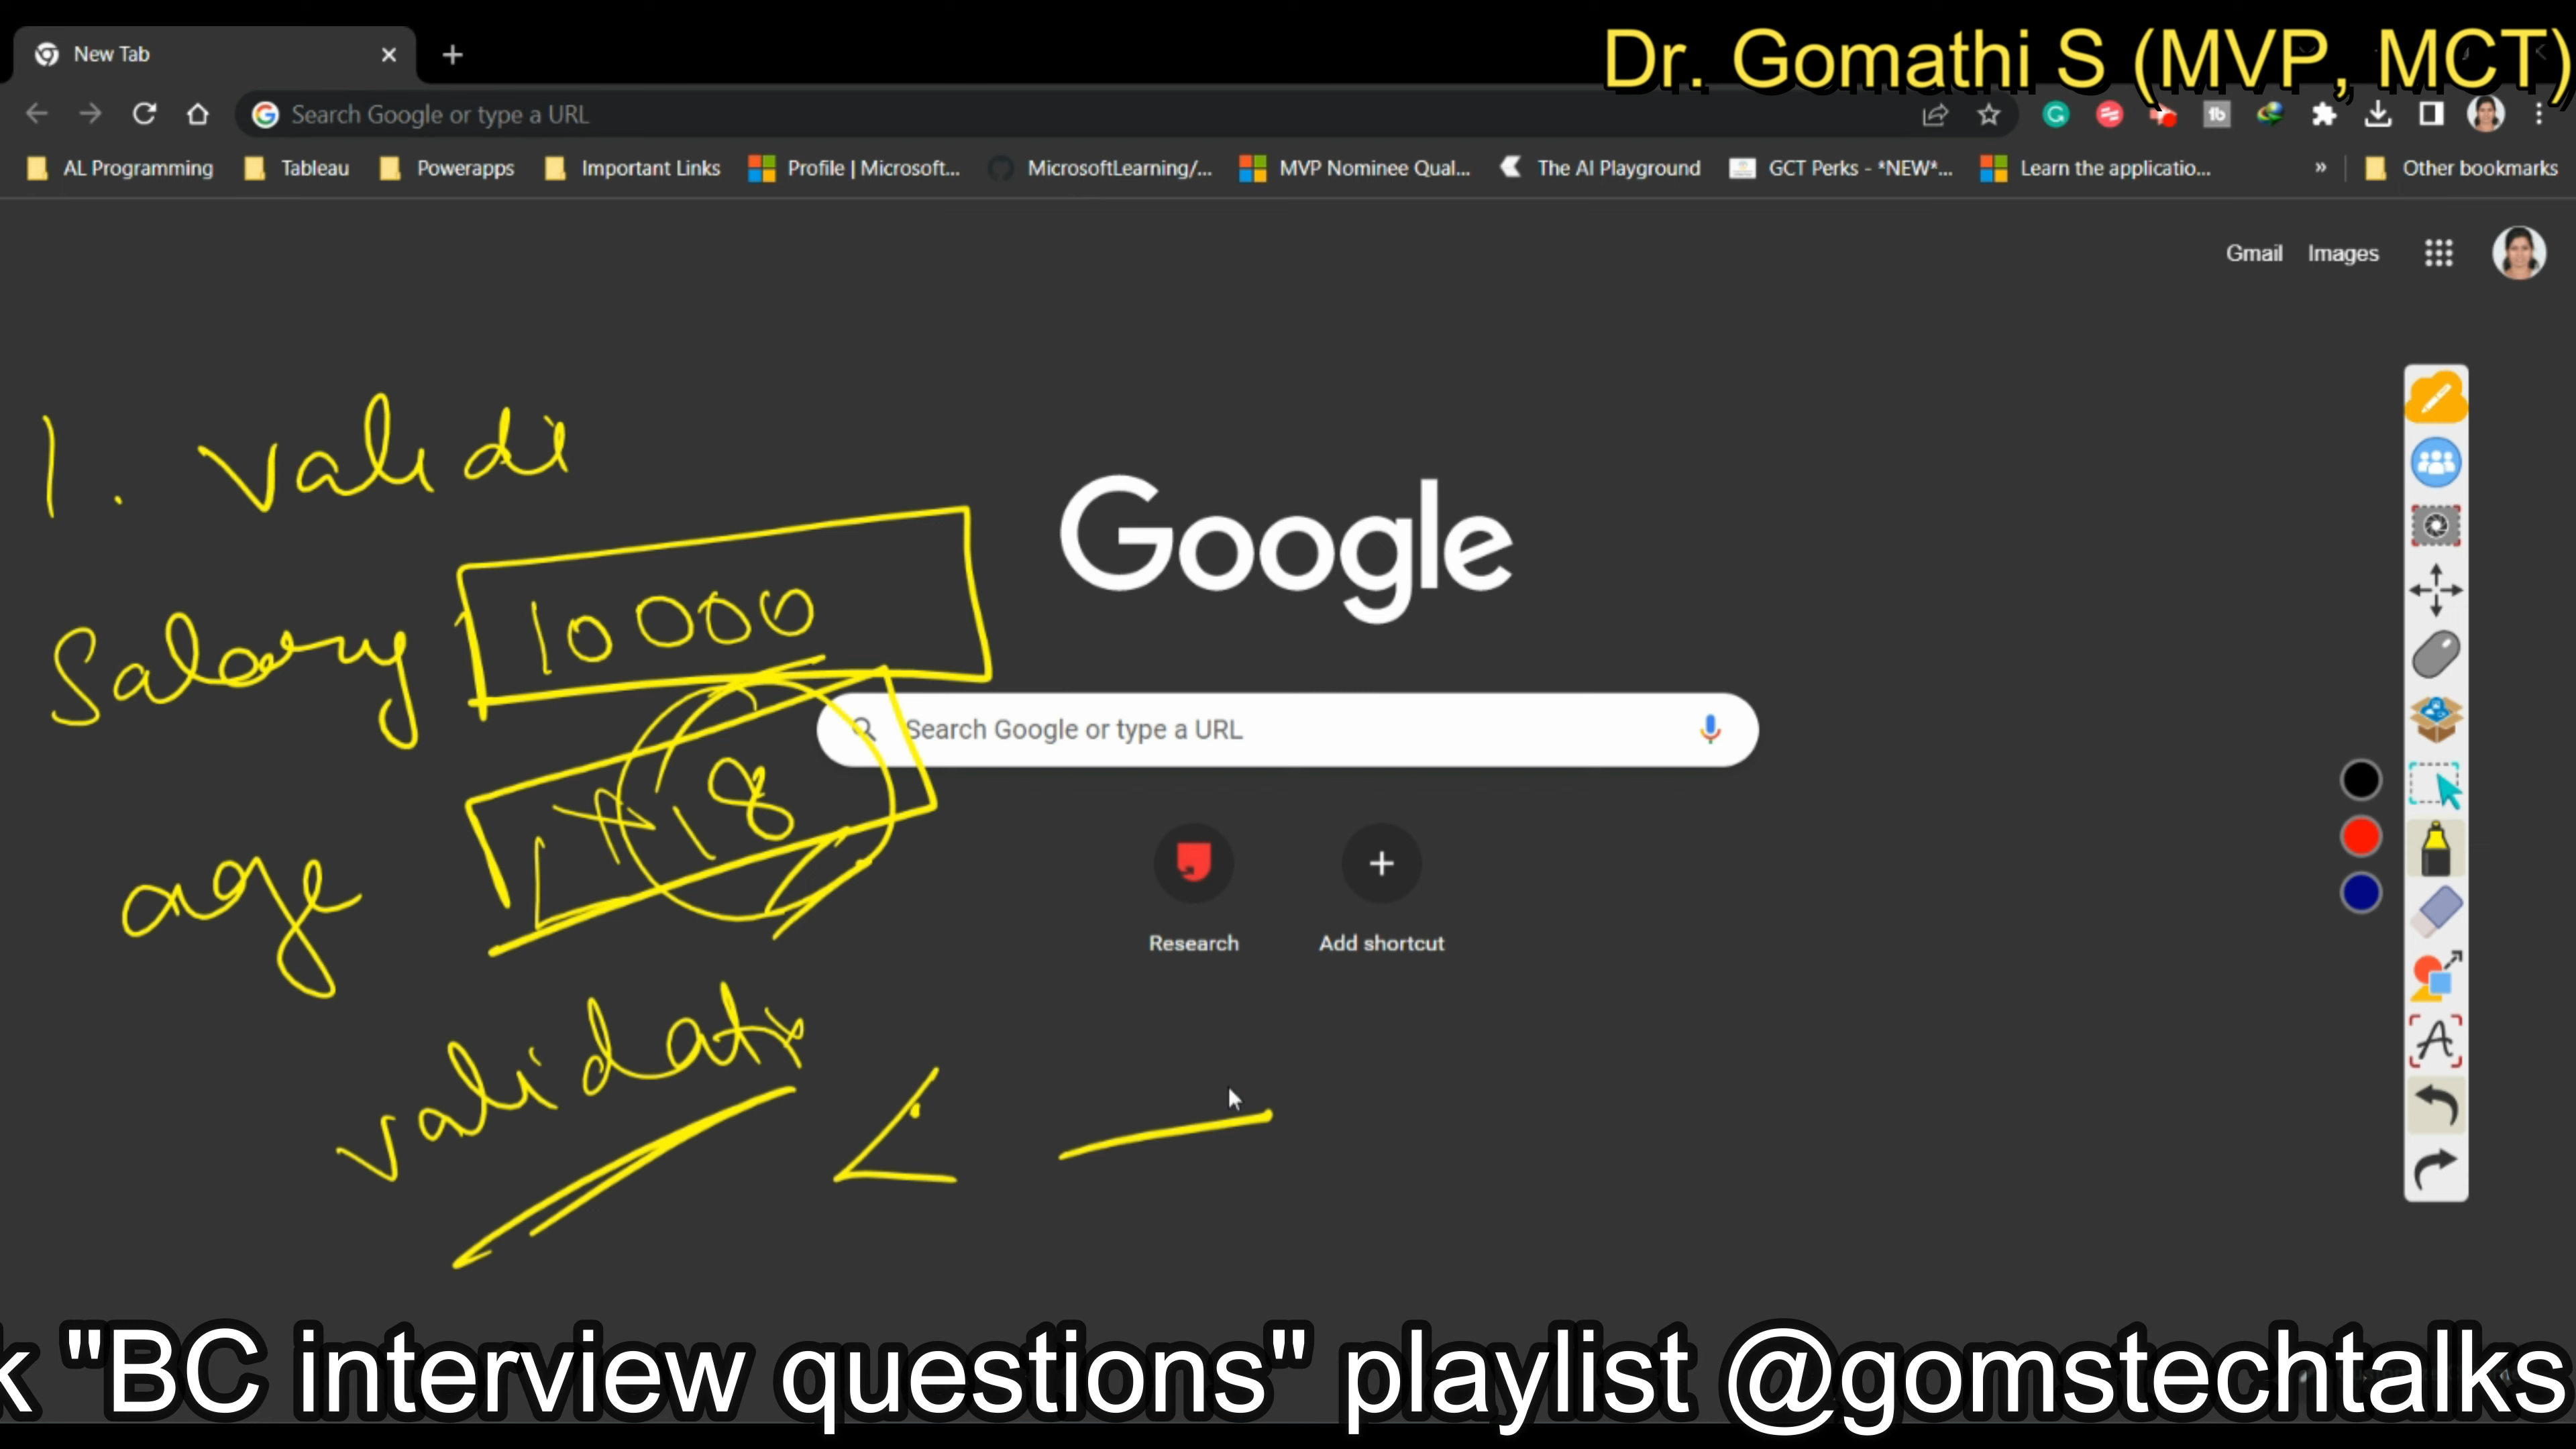 New Tab
Dr. Gomathi S (MVP, MCT)
Search Google or type a URL
AL Programming Tableau Powerapps Important Links Profile | Microsoft... MicrosoftLearning/... MVP Nominee Qual... The AI Playground GCT Perks - *NEW*... Learn the applicatio... » Other bookmarks
Gmail Images
1. Validi
Google
Salary 10000
Search Google or type a URL
18
age
Research Add shortcut
validatio
<
k "BC interview questions" playlist @gomstechtalks